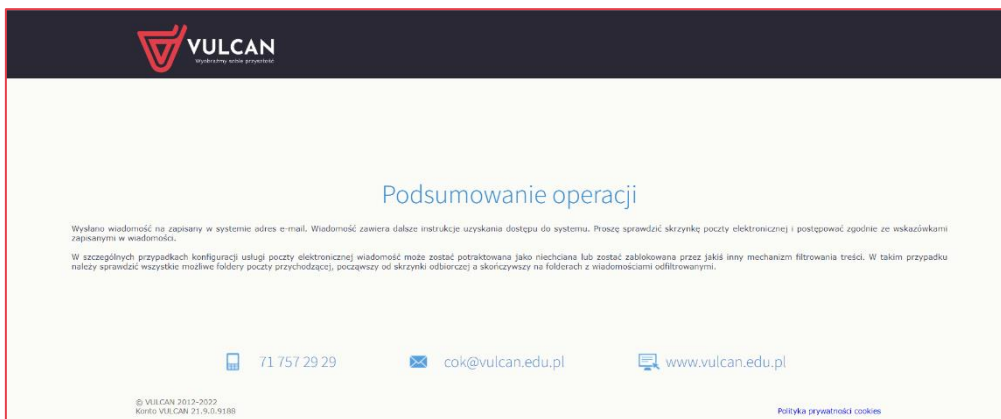 VULCAN
Wyobraźmy sobie przyszłość
Podsumowanie operacji
Wysłano wiadomość na zapisany w systemie adres e-mail. Wiadomość zawiera dalsze instrukcje uzyskania dostępu do systemu. Proszę sprawdzić skrzynkę poczty elektronicznej i postępować zgodnie ze wskazówkami
zapisanymi w wiadomości.
W szczególnych przypadkach konfiguracji usługi poczty elektronicznej wiadomość może zostać potraktowana jako niechciana lub zostać zablokowana przez jakiś inny mechanizm filtrowania treści. W takim przypadku
należy sprawdzić wszystkie możliwe foldery poczty przychodzącej, począwszy od skrzynki odbiorczej a skończywszy na folderach z wiadomościami odfiltrowanymi.
71 757 29 29
cok@vulcan.edu.pl
www.vulcan.edu.pl
© VULCAN 2012-2022
Konto VULCAN 21.9.0.9188
Polityka prywatności cookies